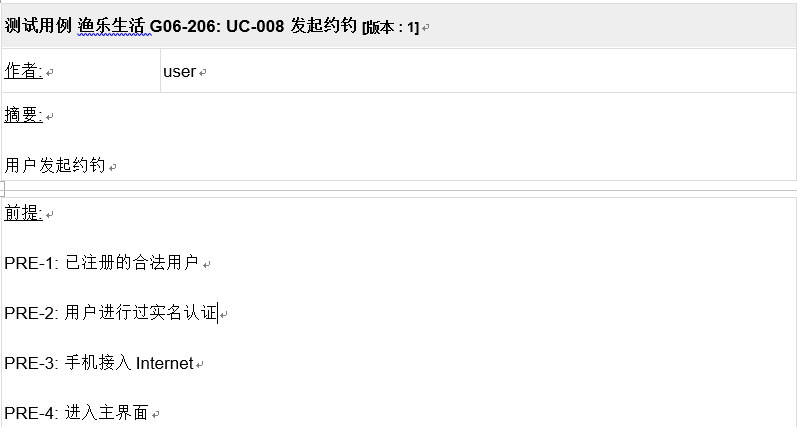 测试用例 渔乐生活 G06-206: UC-008 发起约钓 [版本 : 1]
作者: user
摘要:
用户发起约钓
前提:
PRE-1: 已注册的合法用户
PRE-2: 用户进行过实名认证
PRE-3: 手机接入 Internet
PRE-4: 进入主界面